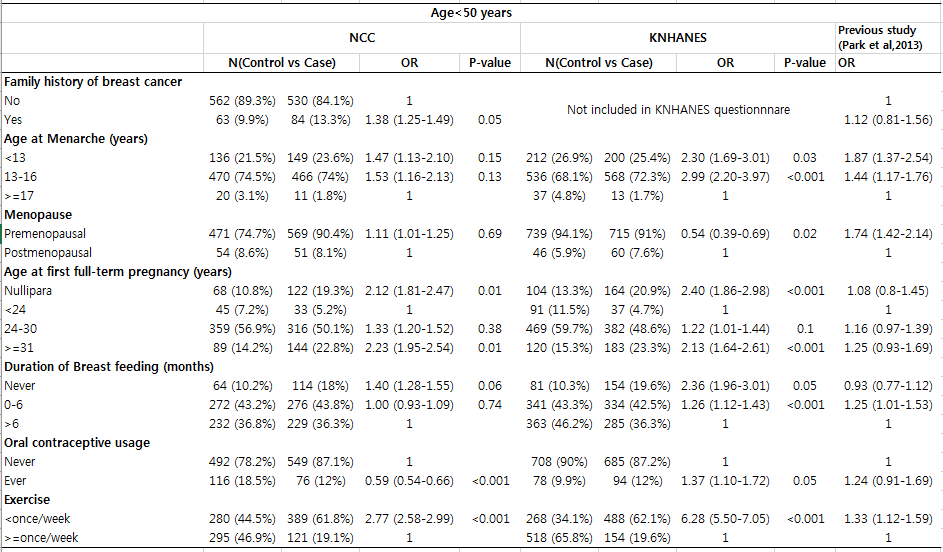 Age<50 years
NCC KNHANES Previous study (Park et al,2013)
N(Control vs Case) OR P-value N(Control vs Case) OR P-value OR
Family history of breast cancer
No 562 (89.3%) 530 (84.1%) 1 1
Not included in KNHANES questionnnare
Yes 63 (9.9%) 84 (13.3%) 1.38 (1.25-1.49) 0.05 1.12 (0.81-1.56)
Age at Menarche (years)
<13 136 (21.5%) 149 (23.6%) 1.47 (1.13-2.10) 0.15 212 (26.9%) 200 (25.4%) 2.30 (1.69-3.01) 0.03 1.87 (1.37-2.54)
13-16 470 (74.5%) 466 (74%) 1.53 (1.16-2.13) 0.13 536 (68.1%) 568 (72.3%) 2.99 (2.20-3.97) <0.001 1.44 (1.17-1.76)
>=17 20 (3.1%) 11 (1.8%) 1 37 (4.8%) 13 (1.7%) 1 1
Menopause
Premenopausal 471 (74.7%) 569 (90.4%) 1.11 (1.01-1.25) 0.69 739 (94.1%) 715 (91%) 0.54 (0.39-0.69) 0.02 1.74 (1.42-2.14)
Postmenopausal 54 (8.6%) 51 (8.1%) 1 46 (5.9%) 60 (7.6%) 1 1
Age at first full-term pregnancy (years)
Nullipara 68 (10.8%) 122 (19.3%) 2.12 (1.81-2.47) 0.01 104 (13.3%) 164 (20.9%) 2.40 (1.86-2.98) <0.001 1.08 (0.8-1.45)
<24 45 (7.2%) 33 (5.2%) 1 91 (11.5%) 37 (4.7%) 1 1
24-30 359 (56.9%) 316 (50.1%) 1.33 (1.20-1.52) 0.38 469 (59.7%) 382 (48.6%) 1.22 (1.01-1.44) 0.1 1.16 (0.97-1.39)
>=31 89 (14.2%) 144 (22.8%) 2.23 (1.95-2.54) 0.01 120 (15.3%) 183 (23.3%) 2.13 (1.64-2.61) <0.001 1.25 (0.93-1.69)
Duration of Breast feeding (months)
Never 64 (10.2%) 114 (18%) 1.40 (1.28-1.55) 0.06 81 (10.3%) 154 (19.6%) 2.36 (1.96-3.01) 0.05 0.93 (0.77-1.12)
0-6 272 (43.2%) 276 (43.8%) 1.00 (0.93-1.09) 0.74 341 (43.3%) 334 (42.5%) 1.26 (1.12-1.43) <0.001 1.25 (1.01-1.53)
>6 232 (36.8%) 229 (36.3%) 1 363 (46.2%) 285 (36.3%) 1 1
Oral contraceptive usage
Never 492 (78.2%) 549 (87.1%) 1 708 (90%) 685 (87.2%) 1 1
Ever 116 (18.5%) 76 (12%) 0.59 (0.54-0.66) <0.001 78 (9.9%) 94 (12%) 1.37 (1.10-1.72) 0.05 1.24 (0.91-1.69)
Exercise
<once/week 280 (44.5%) 389 (61.8%) 2.77 (2.58-2.99) <0.001 268 (34.1%) 488 (62.1%) 6.28 (5.50-7.05) <0.001 1.33 (1.12-1.59)
>=once/week 295 (46.9%) 121 (19.1%) 1 518 (65.8%) 154 (19.6%) 1 1